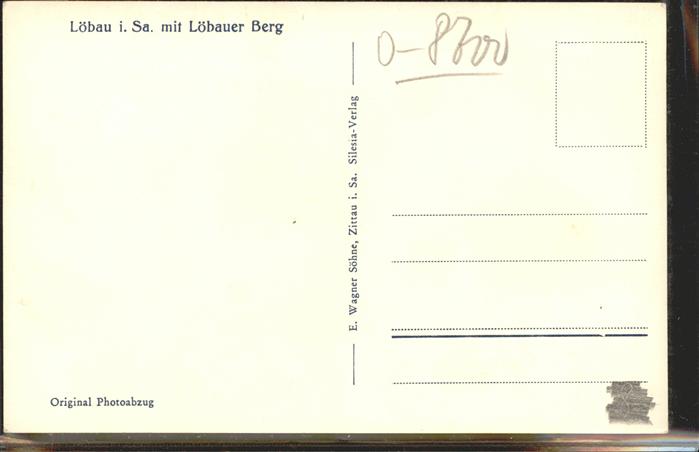 Löbau i. Sa. mit Löbauer Berg
O-8700
E. Wagner Söhne, Zittau i. Sa. Silesia-Verlag
Original Photoabzug